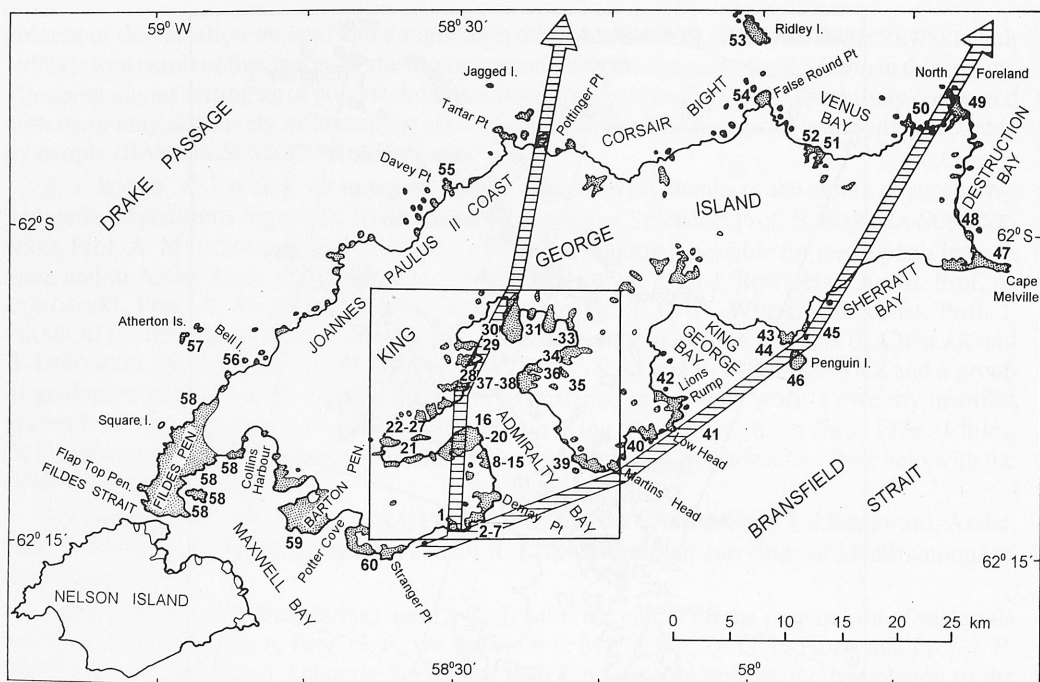 59° W
58° 30'
58°
Ridley I.
53
Jagged I.
Pottinger Pt
Tartar Pt
CORSAIR BIGHT
False Round Pt
54
VENUS BAY
North Foreland
50
49
51
52
DESTRUCTION BAY
DRAKE PASSAGE
Davey Pt
55
62° S
62° S
JOANNES PAULUS II COAST
KING GEORGE ISLAND
48
47
Cape Melville
SHERRATT BAY
Atherton Is.
57
Bell I.
56
30
29
31
-33
34
36
35
28
37-38
KING GEORGE BAY
43
44
45
46
Penguin I.
42
Lions Rump
41
40
Low Head
58
Square I.
22-27
21
16
-20
8-15
ADMIRALTY BAY
39
Martins Head
Flap Top Pen.
FILDES STRAIT
FILDES PEN.
58
58
58
Collins Harbour
BARTON PEN.
59
1
2-7
Demay Pt
BRANSFIELD STRAIT
62° 15'
62° 15'
MAXWELL BAY
Potter Cove
60
Stranger Pt
NELSON ISLAND
0 5 10 15 20 25 km
58° 30'
58°